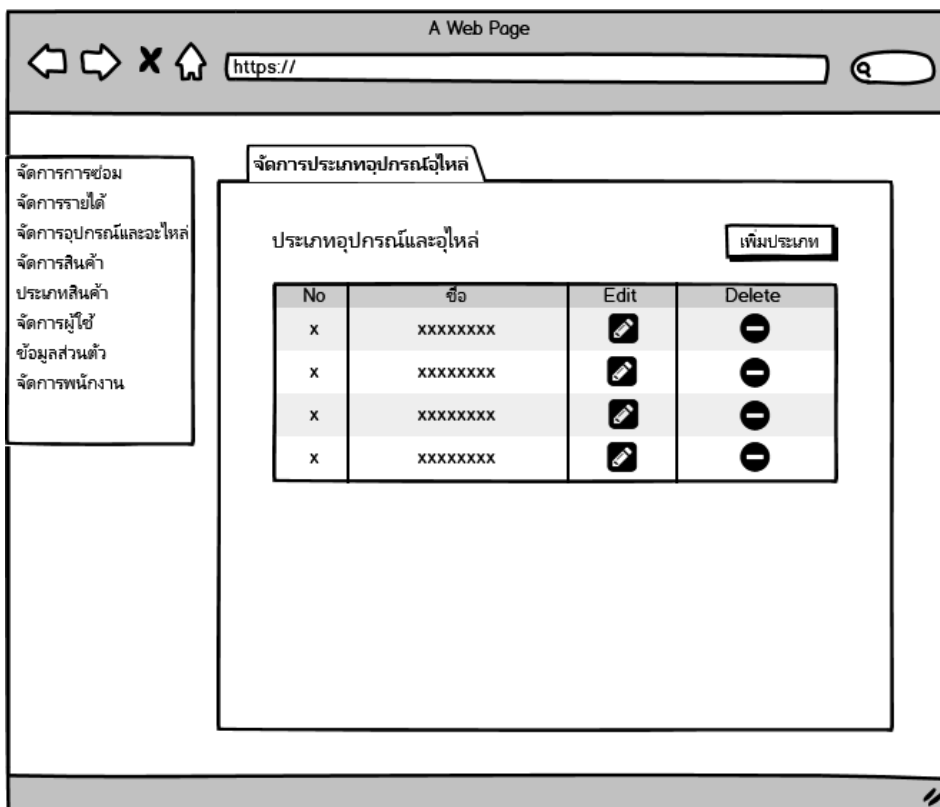 A Web Page
https://
จัดการการซ่อม
จัดการรายได้
จัดการอุปกรณ์และอะไหล่
จัดการสินค้า
ประเภทสินค้า
จัดการผู้ใช้
ข้อมูลส่วนตัว
จัดการพนักงาน
จัดการประเภทอุปกรณ์อุไหล่
ประเภทอุปกรณ์และอุไหล่
เพิ่มประเภท
No ชื่อ Edit Delete
x xxxxxxxx
x xxxxxxxx
x xxxxxxxx
x xxxxxxxx